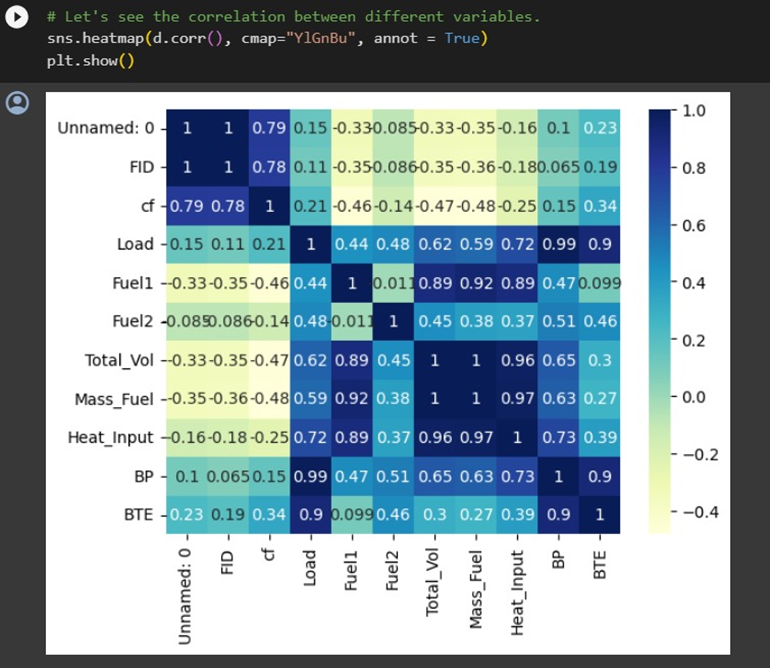 # Let's see the correlation between different variables.
sns.heatmap(d.corr(), cmap="YlGnBu", annot = True)
plt.show()
Unnamed: 0 1 1 0.79 0.15 -0.33 -0.085 -0.33 -0.35 -0.16 0.1 0.23
FID 1 1 0.78 0.11 -0.35 -0.086 -0.35 -0.36 -0.18 0.065 0.19
cf 0.79 0.78 1 0.21 -0.46 -0.14 -0.47 -0.48 -0.25 0.15 0.34
Load 0.15 0.11 0.21 1 0.44 0.48 0.62 0.59 0.72 0.99 0.9
Fuel1 -0.33 -0.35 -0.46 0.44 1 -0.011 0.89 0.92 0.89 0.47 0.099
Fuel2 -0.085 -0.086 -0.14 0.48 -0.011 1 0.45 0.38 0.37 0.51 0.46
Total_Vol -0.33 -0.35 -0.47 0.62 0.89 0.45 1 1 0.96 0.65 0.3
Mass_Fuel -0.35 -0.36 -0.48 0.59 0.92 0.38 1 1 0.97 0.63 0.27
Heat_Input -0.16 -0.18 -0.25 0.72 0.89 0.37 0.96 0.97 1 0.73 0.39
BP 0.1 0.065 0.15 0.99 0.47 0.51 0.65 0.63 0.73 1 0.9
BTE 0.23 0.19 0.34 0.9 0.099 0.46 0.3 0.27 0.39 0.9 1
Unnamed: 0 FID cf Load Fuel1 Fuel2 Total_Vol Mass_Fuel Heat_Input BP BTE
1.0
0.8
0.6
0.4
0.2
0.0
−0.2
−0.4